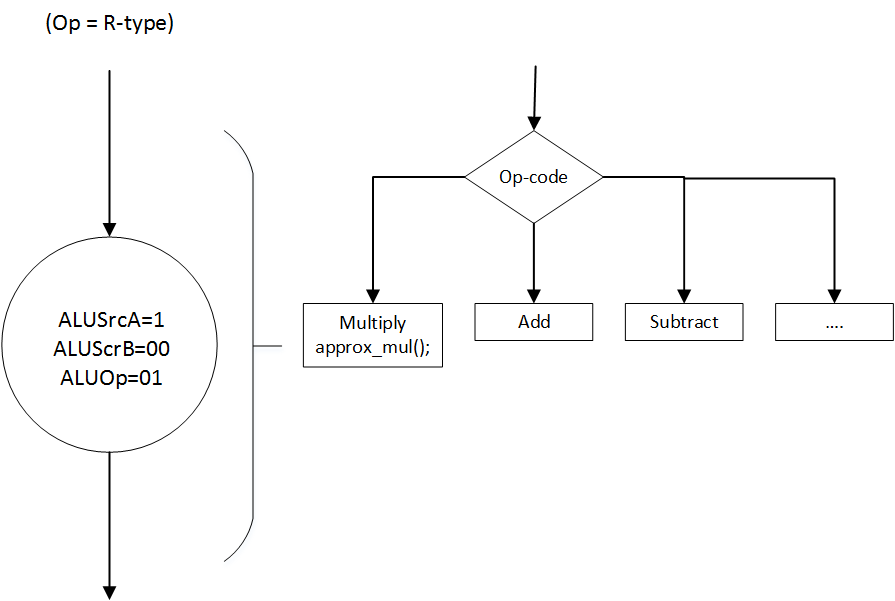 (Op = R-type)
ALUSrcA=1
ALUScrB=00
ALUOp=01
Op-code
Multiply
approx_mul();
Add
Subtract
....